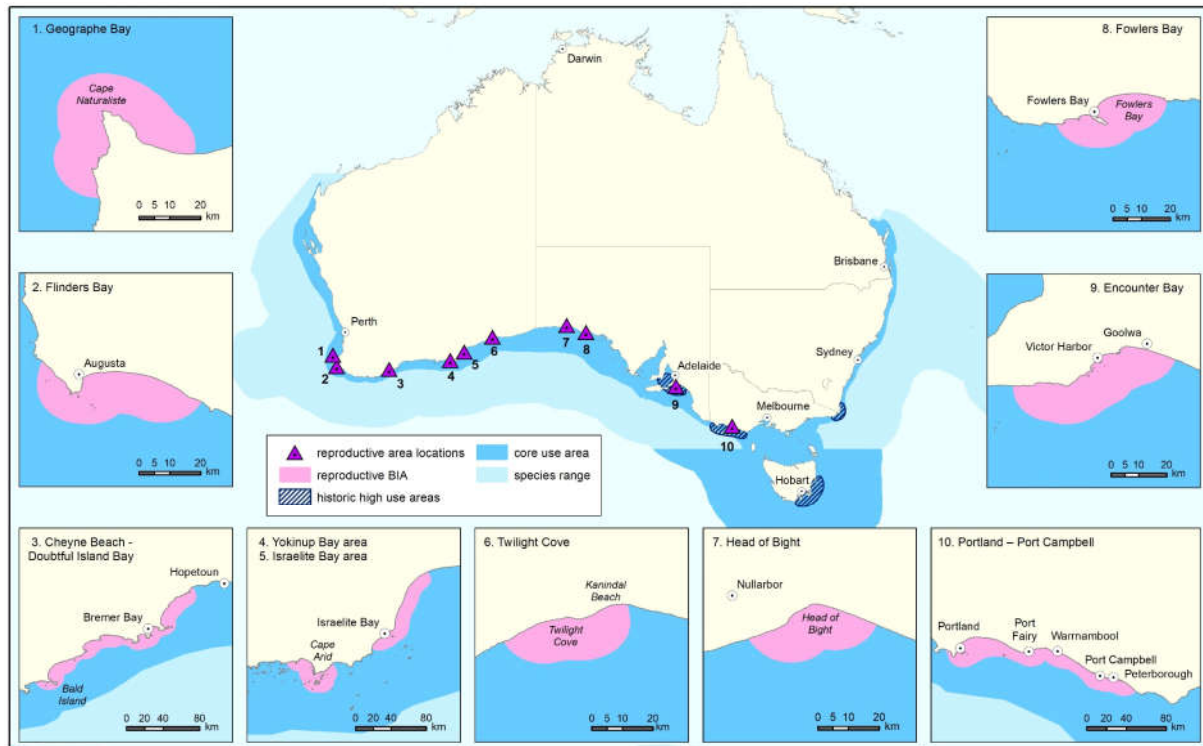 1. Geographe Bay
Cape
Naturaliste
0 5 10 20
km
2. Flinders Bay
Augusta
0 5 10 20
km
3. Cheyne Beach -
Doubtful Island Bay
Hopetoun
Bremer Bay
Bald
Island
0 20 40 80
km
4. Yokinup Bay area
5. Israelite Bay area
Israelite Bay
Cape
Arid
0 20 40 80
km
6. Twilight Cove
Kanindal
Beach
Twilight
Cove
0 5 10 20
km
7. Head of Bight
Nullarbor
Head of
Bight
0 5 10 20
km
8. Fowlers Bay
Fowlers Bay
Fowlers
Bay
0 5 10 20
km
9. Encounter Bay
Goolwa
Victor Harbor
0 5 10 20
km
10. Portland – Port Campbell
Portland
Port
Fairy
Warrnambool
Port Campbell
Peterborough
0 20 40 80
km
Darwin
Brisbane
Perth
Sydney
Adelaide
Melbourne
Hobart
1
2
3
4
5
6
7
8
9
10
reproductive area locations
reproductive BIA
historic high use areas
core use area
species range